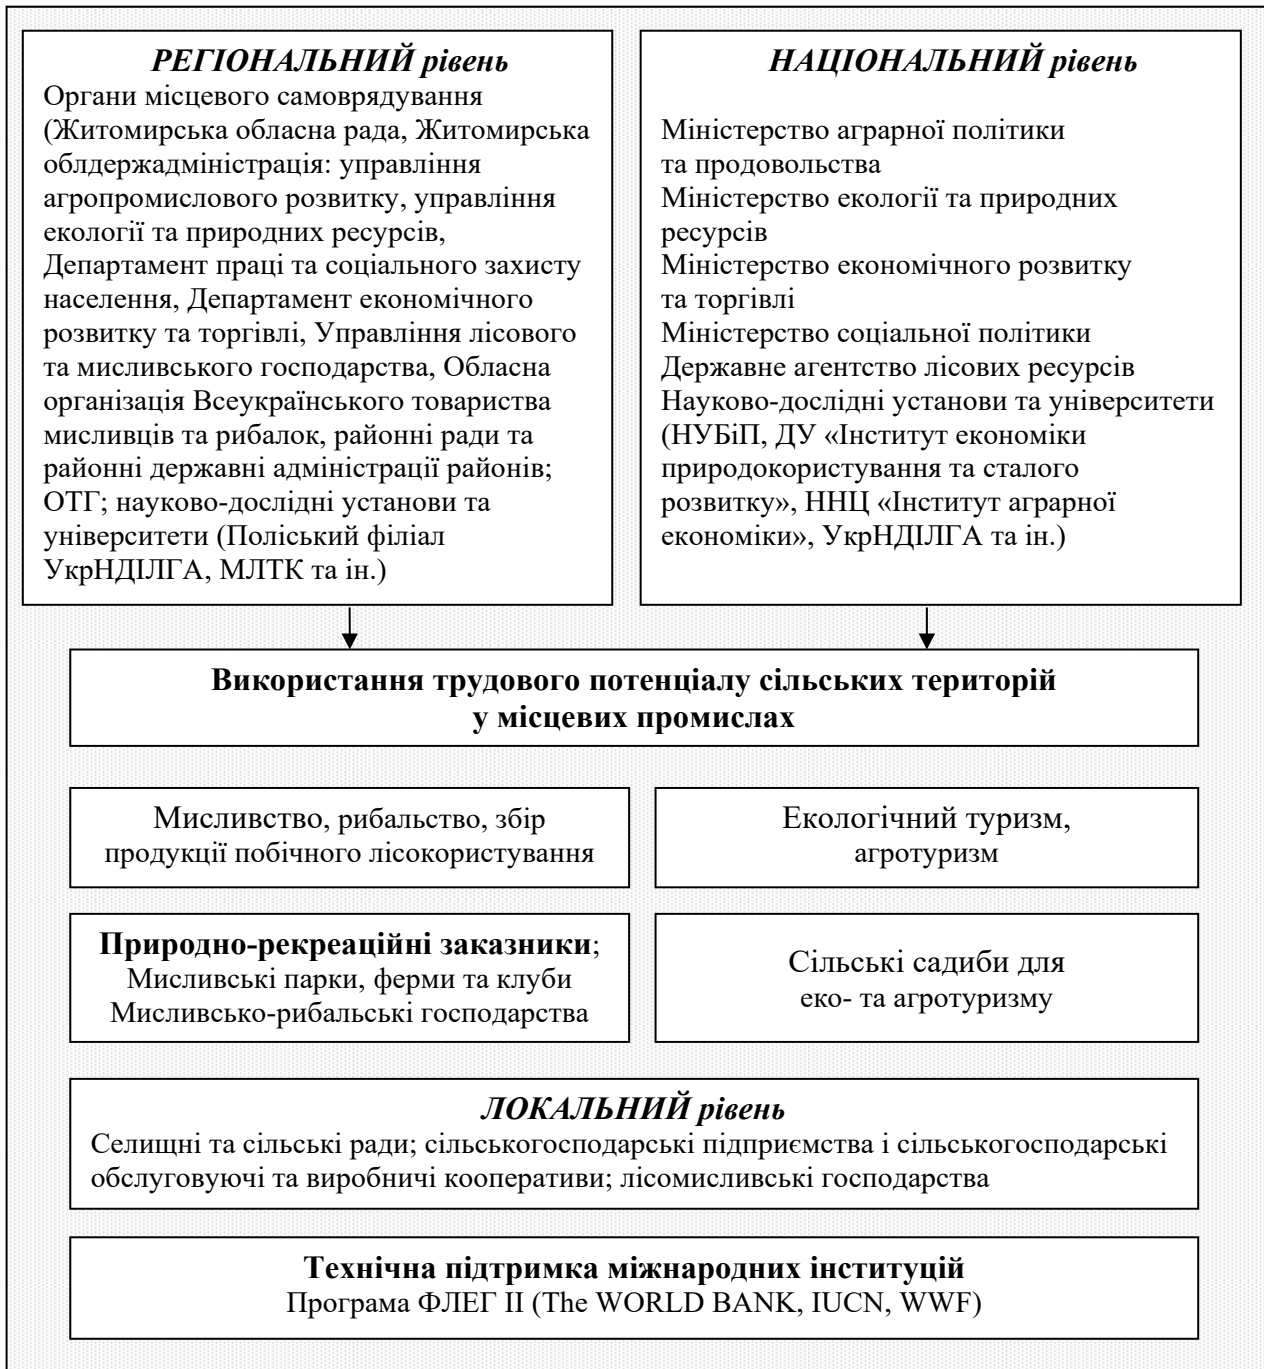 РЕГІОНАЛЬНИЙ рівень
Органи місцевого самоврядування
(Житомирська обласна рада, Житомирська
облдержадміністрація: управління
агропромислового розвитку, управління
екології та природних ресурсів,
Департамент праці та соціального захисту
населення, Департамент економічного
розвитку та торгівлі, Управління лісового
та мисливського господарства, Обласна
організація Всеукраїнського товариства
мисливців та рибалок, районні ради та
районні державні адміністрації районів;
ОТГ; науково-дослідні установи та
університети (Поліський філіал
УкрНДІЛГА, МЛТК та ін.)
НАЦІОНАЛЬНИЙ рівень
Міністерство аграрної політики
та продовольства
Міністерство екології та природних
ресурсів
Міністерство економічного розвитку
та торгівлі
Міністерство соціальної політики
Державне агентство лісових ресурсів
Науково-дослідні установи та університети
(НУБіП, ДУ «Інститут економіки
природокористування та сталого
розвитку», ННЦ «Інститут аграрної
економіки», УкрНДІЛГА та ін.)
Використання трудового потенціалу сільських територій
у місцевих промислах
Мисливство, рибальство, збір
продукції побічного лісокористування
Екологічний туризм,
агротуризм
Природно-рекреаційні заказники;
Мисливські парки, ферми та клуби
Мисливсько-рибальські господарства
Сільські садиби для
еко- та агротуризму
ЛОКАЛЬНИЙ рівень
Селищні та сільські ради; сільськогосподарські підприємства і сільськогосподарські
обслуговуючі та виробничі кооперативи; лісомисливські господарства
Технічна підтримка міжнародних інституцій
Програма ФЛЕГ II (The WORLD BANK, IUCN, WWF)